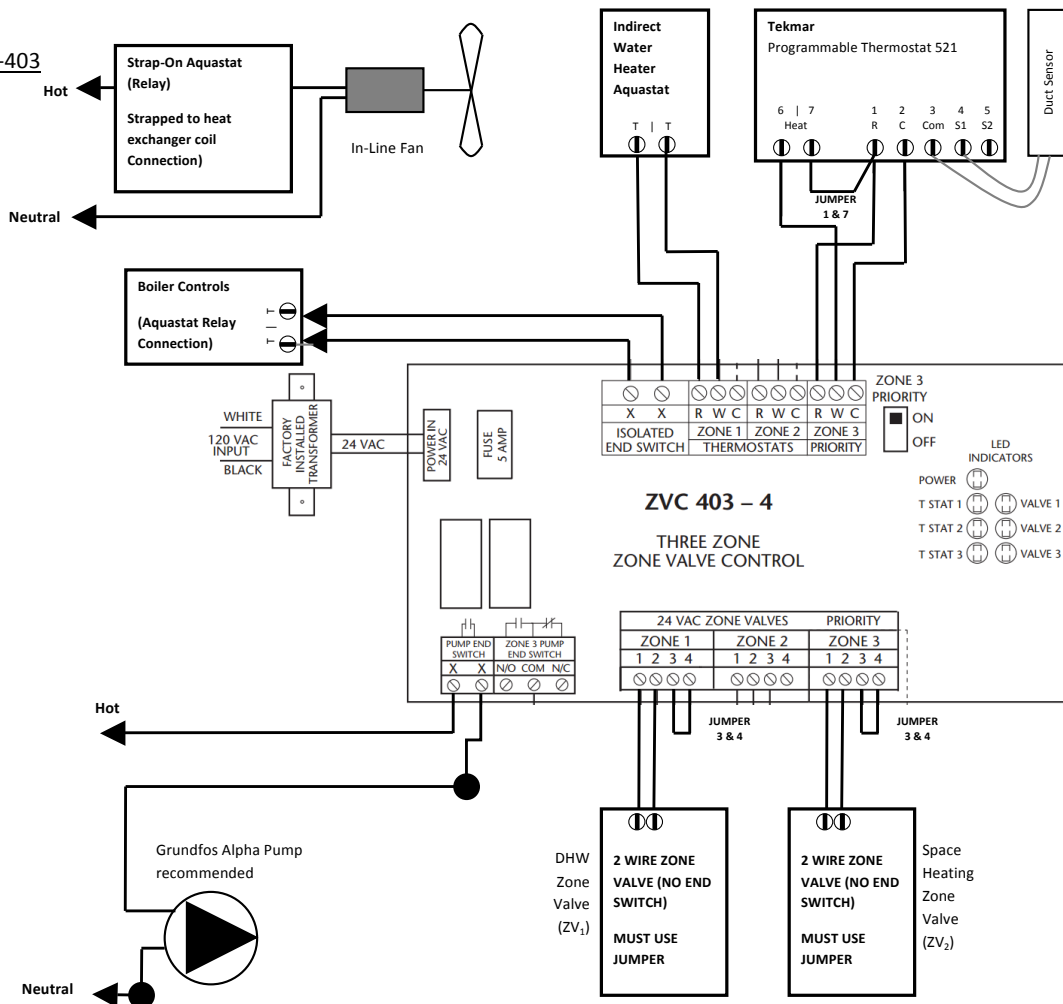 -403
Hot
Strap-On Aquastat
(Relay)
Strapped to heat
exchanger coil
Connection)
In-Line Fan
Neutral
Indirect
Water
Heater
Aquastat
T | T
Tekmar
Programmable Thermostat 521
6 | 7 1 2 3 4 5
Heat R C Com S1 S2
JUMPER
1 & 7
Duct Sensor
Boiler Controls
(Aquastat Relay
Connection)
T | T
WHITE
120 VAC
INPUT
BLACK
FACTORY
INSTALLED
TRANSFORMER
24 VAC
POWER IN
24 VAC
FUSE
5 AMP
X X R W C R W C R W C
ISOLATED
END SWITCH
ZONE 1 ZONE 2 ZONE 3
THERMOSTATS PRIORITY
ZONE 3
PRIORITY
ON
OFF
LED
INDICATORS
POWER
T STAT 1 VALVE 1
T STAT 2 VALVE 2
T STAT 3 VALVE 3
ZVC 403 – 4
THREE ZONE
ZONE VALVE CONTROL
PUMP END
SWITCH
X X
ZONE 3 PUMP
END SWITCH
N/O COM N/C
24 VAC ZONE VALVES PRIORITY
ZONE 1 ZONE 2 ZONE 3
1 2 3 4 1 2 3 4 1 2 3 4
JUMPER
3 & 4
JUMPER
3 & 4
Hot
Grundfos Alpha Pump
recommended
Neutral
DHW
Zone
Valve
(ZV₁)
2 WIRE ZONE
VALVE (NO END
SWITCH)
MUST USE
JUMPER
2 WIRE ZONE
VALVE (NO END
SWITCH)
MUST USE
JUMPER
Space
Heating
Zone
Valve
(ZV₂)